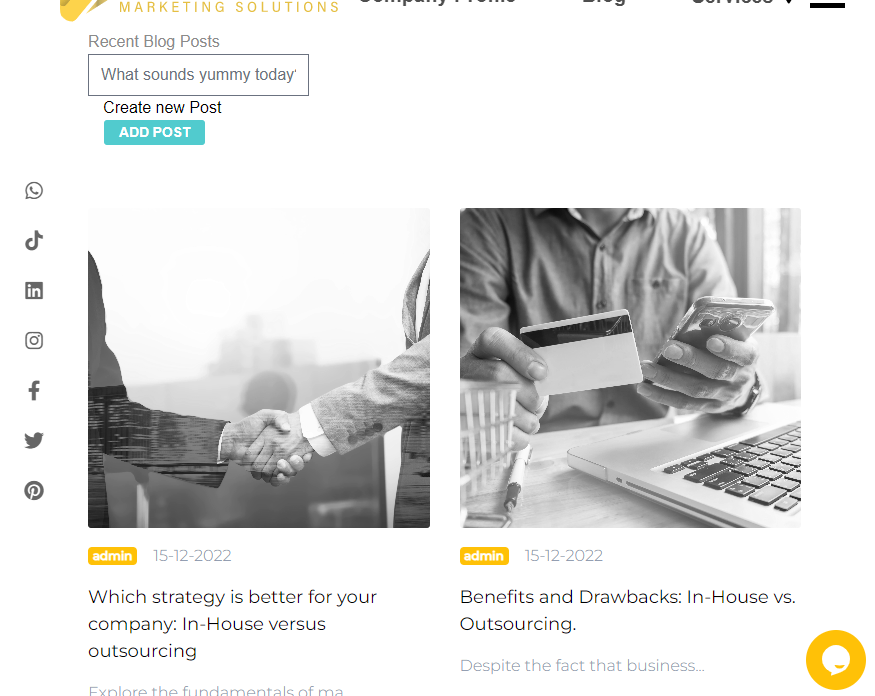 MARKETING SOLUTIONS
Company Profile Blog Services
Recent Blog Posts
What sounds yummy today'
Create new Post
ADD POST
in
admin 15-12-2022
Which strategy is better for your
company: In-House versus
outsourcing
Explore the fundamentals of ma
admin 15-12-2022
Benefits and Drawbacks: In-House vs.
Outsourcing.
Despite the fact that business...